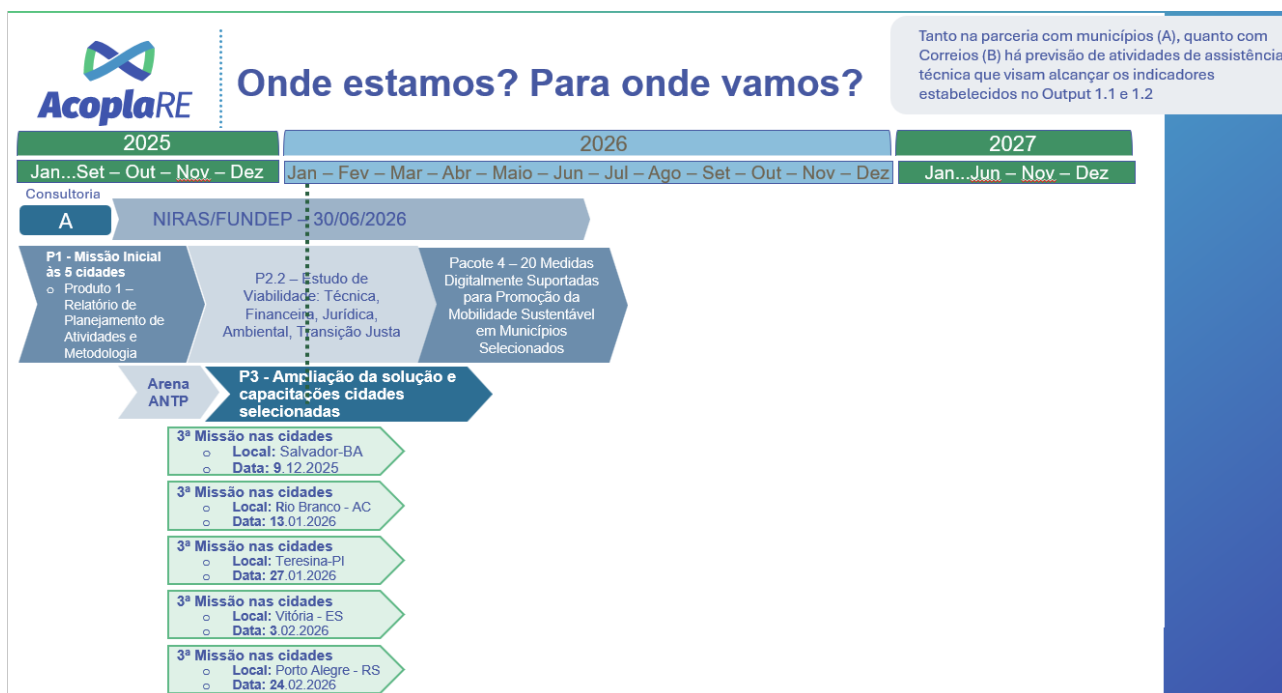 AcoplaRE
Onde estamos? Para onde vamos?
Tanto na parceria com municípios (A), quanto com
Correios (B) há previsão de atividades de assistência
técnica que visam alcançar os indicadores
estabelecidos no Output 1.1 e 1.2
2025
2026
2027
Jan...Set – Out – Nov – Dez
Jan – Fev – Mar – Abr – Maio – Jun – Jul – Ago – Set – Out – Nov – Dez
Jan...Jun – Nov – Dez
Consultoria
A
NIRAS/FUNDEP – 30/06/2026
P1 - Missão Inicial
às 5 cidades
o Produto 1 –
Relatório de
Planejamento de
Atividades e
Metodologia
P2.2 – Estudo de
Viabilidade: Técnica,
Financeira, Jurídica,
Ambiental, Transição Justa
Pacote 4 – 20 Medidas
Digitalmente Suportadas
para Promoção da
Mobilidade Sustentável
em Municípios
Selecionados
Arena
ANTP
P3 - Ampliação da solução e
capacitações cidades
selecionadas
3ª Missão nas cidades
o Local: Salvador-BA
o Data: 9.12.2025
3ª Missão nas cidades
o Local: Rio Branco - AC
o Data: 13.01.2026
3ª Missão nas cidades
o Local: Teresina-PI
o Data: 27.01.2026
3ª Missão nas cidades
o Local: Vitória - ES
o Data: 3.02.2026
3ª Missão nas cidades
o Local: Porto Alegre - RS
o Data: 24.02.2026